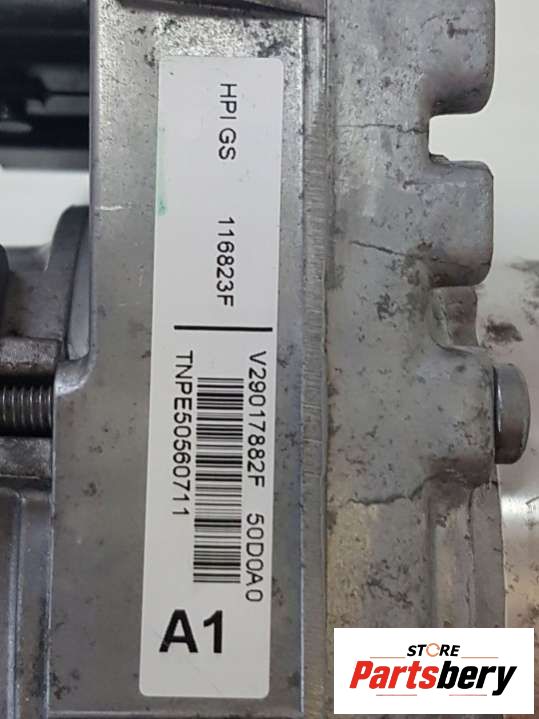 HPI GS 116823F
V29017882F 50D0A0
TNPE50560711
A1
STORE
Partsbery